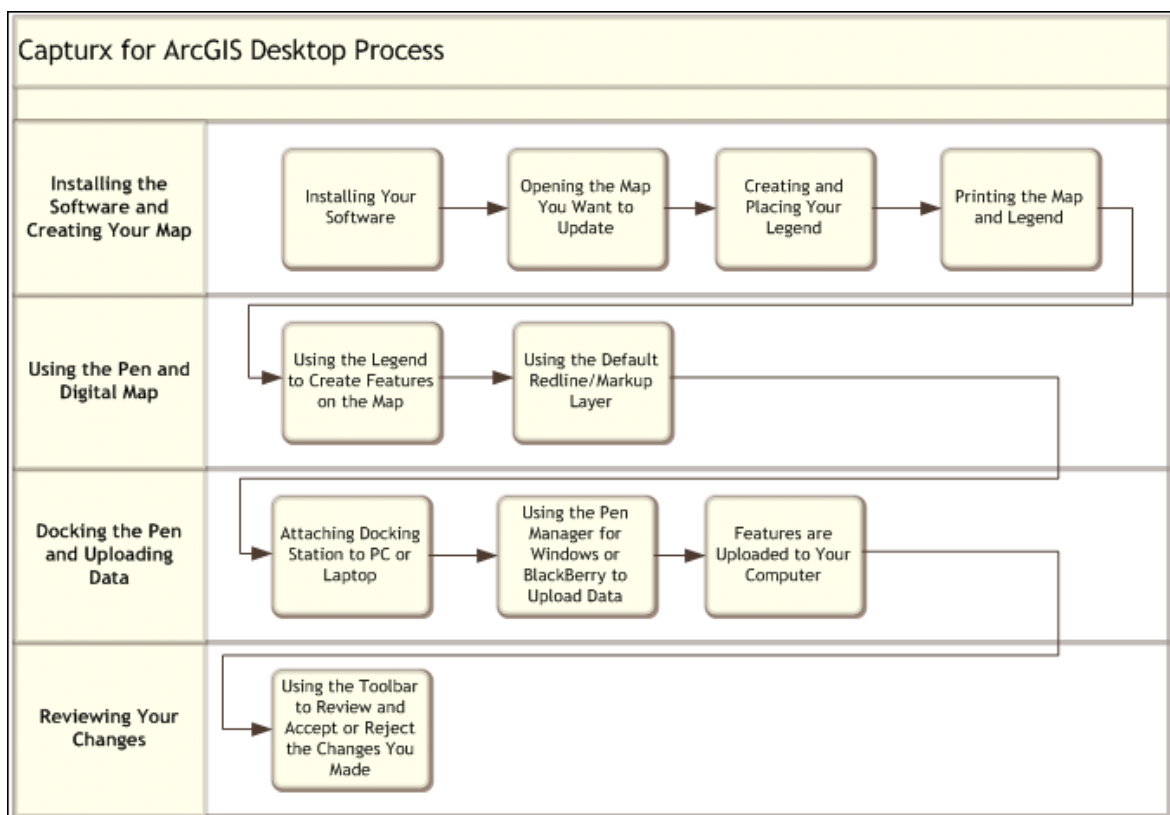 Capturx for ArcGIS Desktop Process
Installing the
Software and
Creating Your Map
Installing Your
Software
Opening the Map
You Want to
Update
Creating and
Placing Your
Legend
Printing the Map
and Legend
Using the Pen and
Digital Map
Using the Legend
to Create Features
on the Map
Using the Default
Redline/Markup
Layer
Docking the Pen
and Uploading
Data
Attaching Docking
Station to PC or
Laptop
Using the Pen
Manager for
Windows or
BlackBerry to
Upload Data
Features are
Uploaded to Your
Computer
Reviewing Your
Changes
Using the Toolbar
to Review and
Accept or Reject
the Changes You
Made